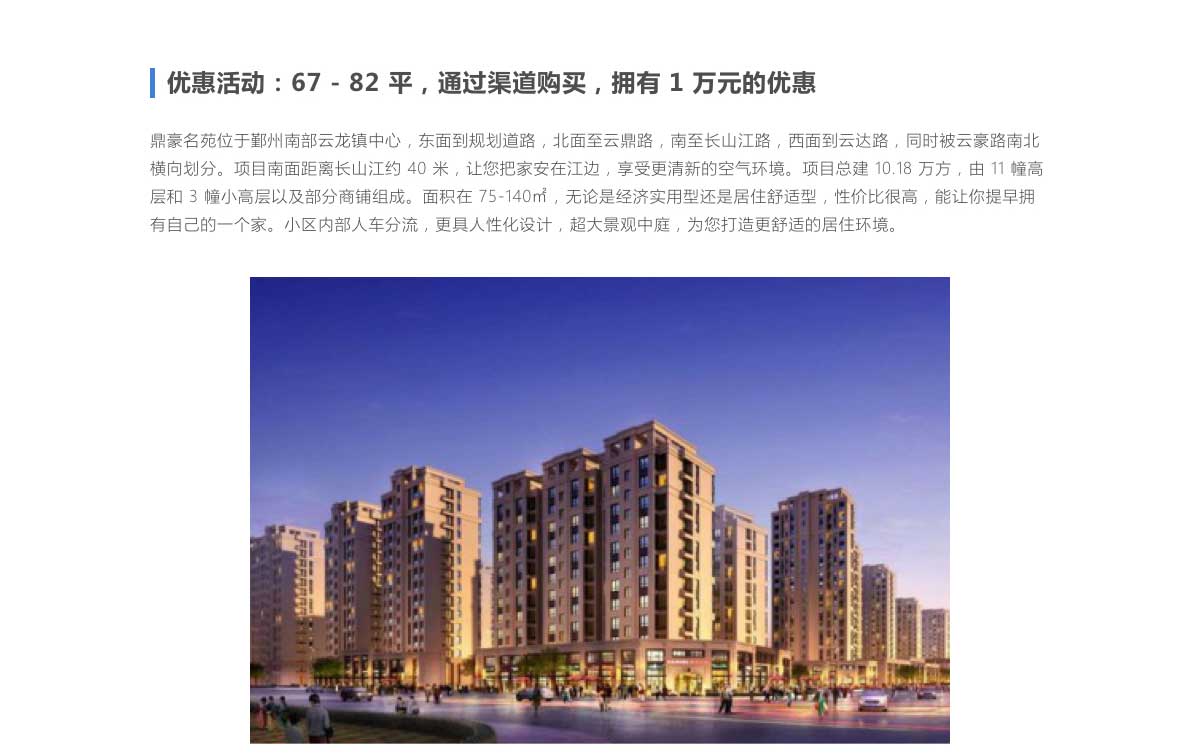 优惠活动：67 - 82 平，通过渠道购买，拥有 1 万元的优惠
鼎豪名苑位于鄞州南部云龙镇中心，东面到规划道路，北面至云鼎路，南至长山江路，西面到云达路，同时被云豪路南北
横向划分。项目南面距离长山江约 40 米，让您把家安在江边，享受更清新的空气环境。项目总建 10.18 万方，由 11 幢高
层和 3 幢小高层以及部分商铺组成。面积在 75-140㎡，无论是经济实用型还是居住舒适型，性价比很高，能让你提早拥
有自己的一个家。小区内部人车分流，更具人性化设计，超大景观中庭，为您打造更舒适的居住环境。